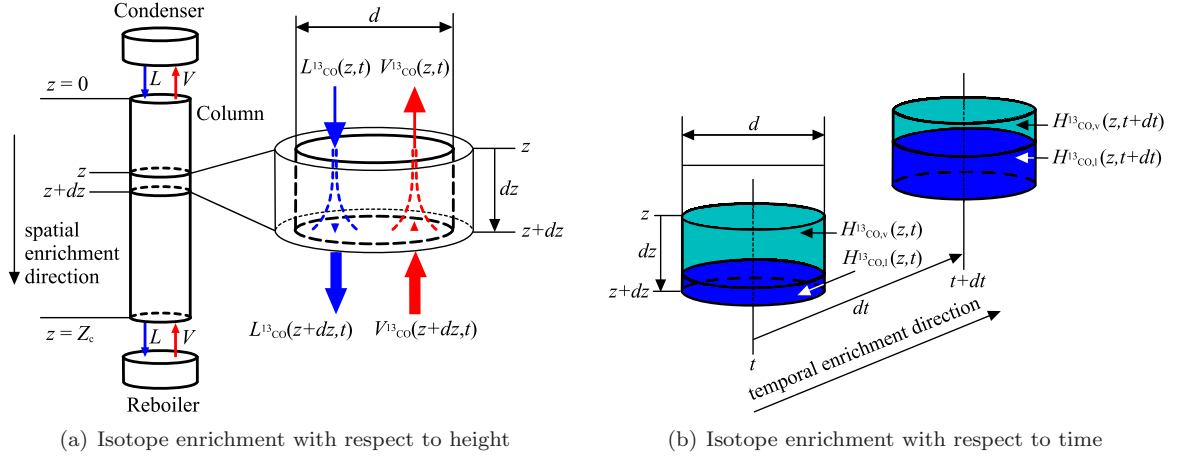 Condenser
L V
z = 0
Column
z
z+dz
spatial
enrichment
direction
z = Zc
L V
Reboiler
d
L¹³CO(z,t) V¹³CO(z,t)
z
dz
z+dz
L¹³CO(z+dz,t) V¹³CO(z+dz,t)
(a) Isotope enrichment with respect to height
d
z
dz
z+dz
H¹³CO,v(z,t)
H¹³CO,l(z,t)
H¹³CO,v(z,t+dt)
H¹³CO,l(z,t+dt)
t
dt
t+dt
temporal enrichment direction
(b) Isotope enrichment with respect to time